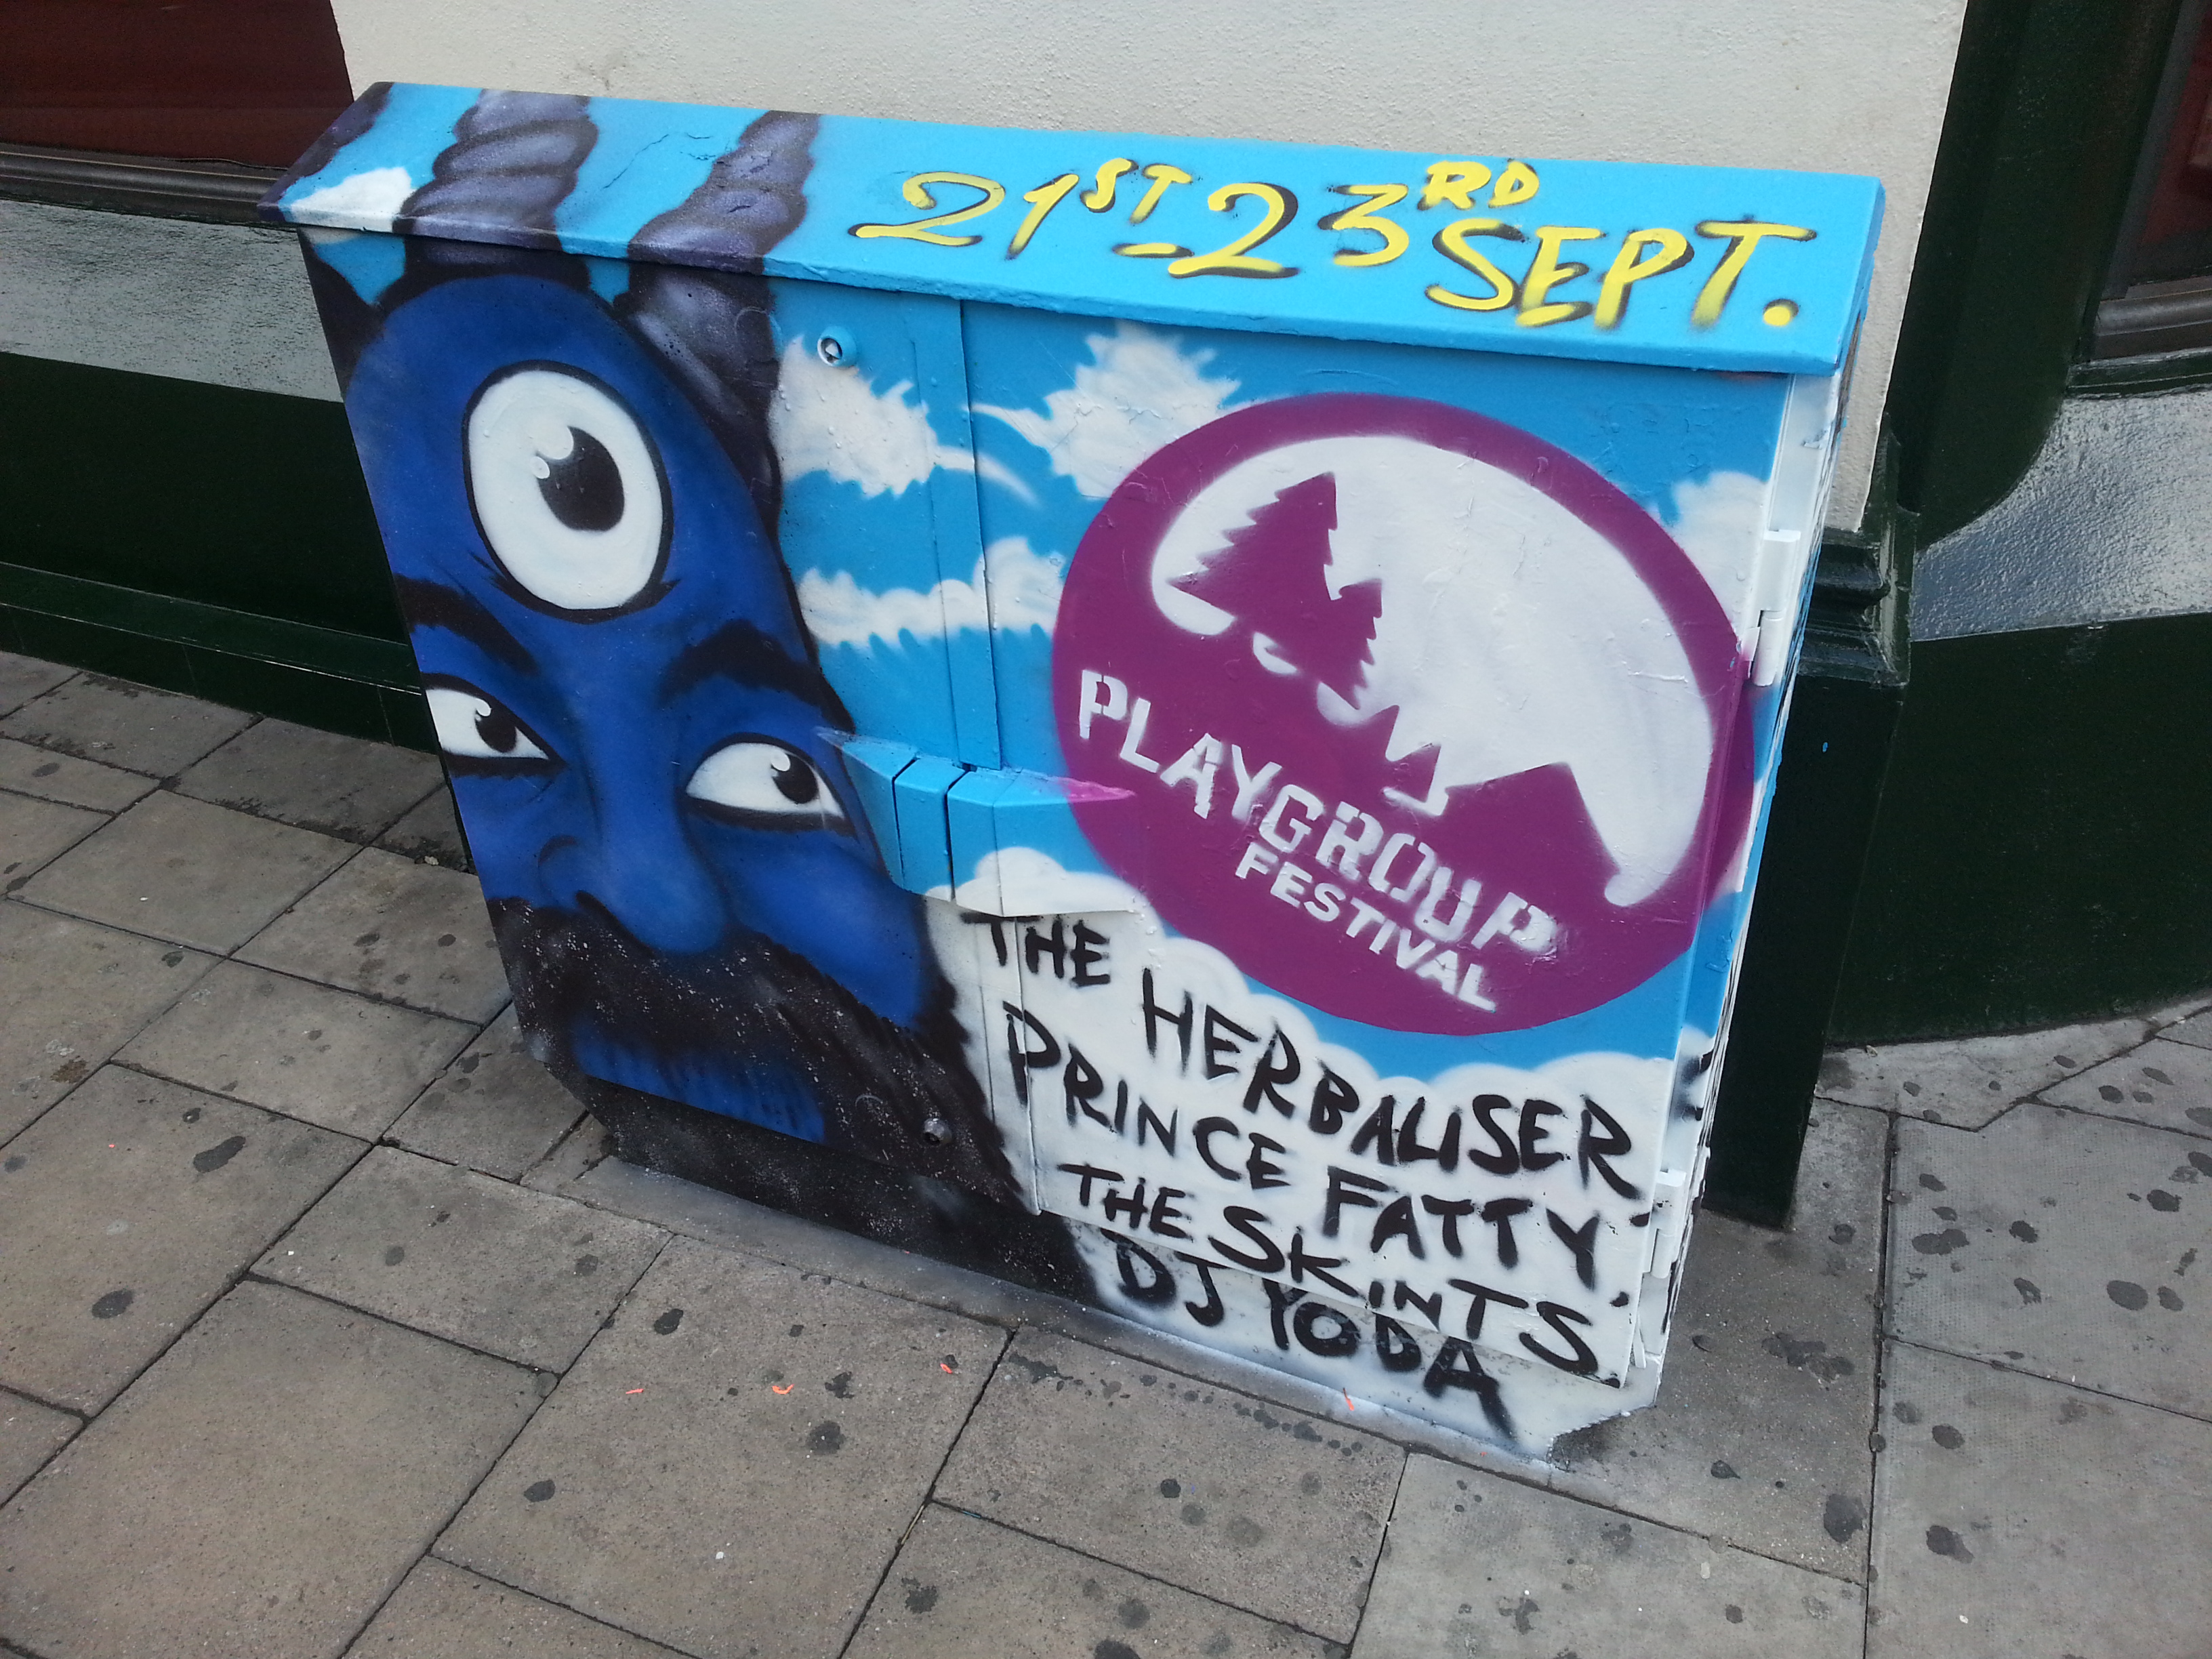 21ST-23RD SEPT.
PLAYGROUP
FESTIVAL
THE HERBALISER
PRINCE FATTY
THE SKINTS
DJ YODA